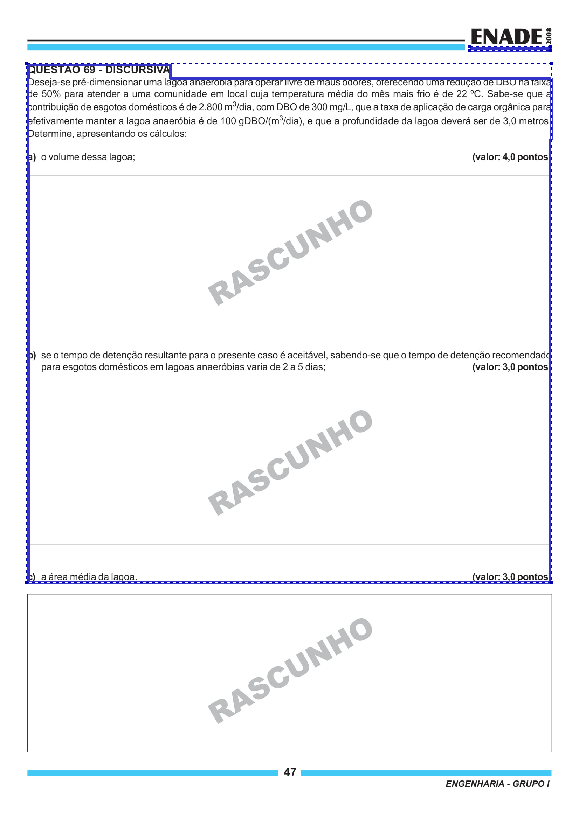 ENADE 2008
QUESTÃO 69 - DISCURSIVA
Deseja-se pré-dimensionar uma lagoa anaeróbia para operar livre de maus odores, oferecendo uma redução de DBO na faixa
de 50% para atender a uma comunidade em local cuja temperatura média do mês mais frio é de 22 ºC. Sabe-se que a
contribuição de esgotos domésticos é de 2.800 m³/dia, com DBO de 300 mg/L, que a taxa de aplicação de carga orgânica para
efetivamente manter a lagoa anaeróbia é de 100 gDBO/(m³/dia), e que a profundidade da lagoa deverá ser de 3,0 metros.
Determine, apresentando os cálculos:
a) o volume dessa lagoa; (valor: 4,0 pontos)
RASCUNHO
b) se o tempo de detenção resultante para o presente caso é aceitável, sabendo-se que o tempo de detenção recomendado
para esgotos domésticos em lagoas anaeróbias varia de 2 a 5 dias; (valor: 3,0 pontos)
RASCUNHO
c) a área média da lagoa. (valor: 3,0 pontos)
RASCUNHO
47
ENGENHARIA - GRUPO I